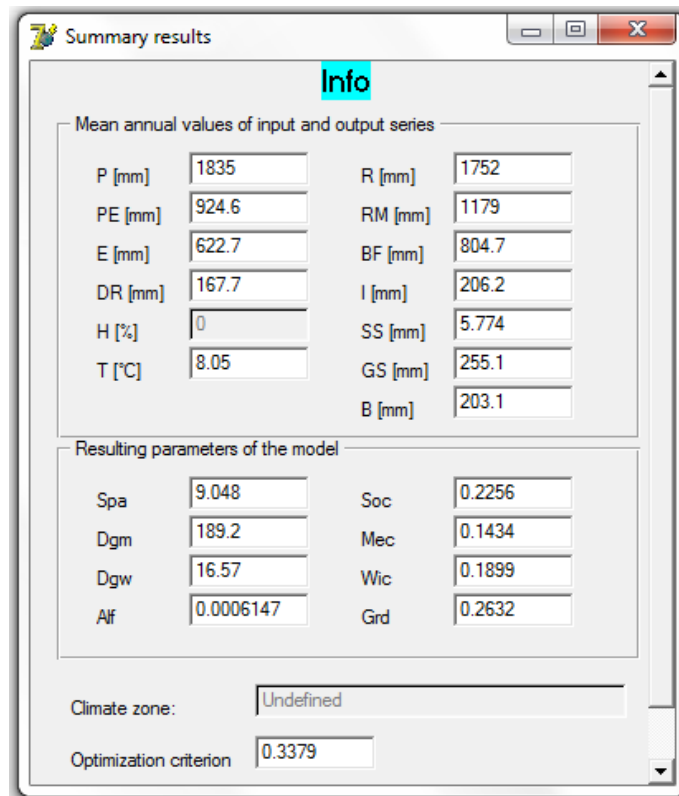 Summary results
Info
Mean annual values of input and output series
P [mm] 1835 R [mm] 1752
PE [mm] 924.6 RM [mm] 1179
E [mm] 622.7 BF [mm] 804.7
DR [mm] 167.7 I [mm] 206.2
H [%] 0 SS [mm] 5.774
T [°C] 8.05 GS [mm] 255.1
B [mm] 203.1
Resulting parameters of the model
Spa 9.048 Soc 0.2256
Dgm 189.2 Mec 0.1434
Dgw 16.57 Wic 0.1899
Alf 0.0006147 Grd 0.2632
Climate zone: Undefined
Optimization criterion 0.3379